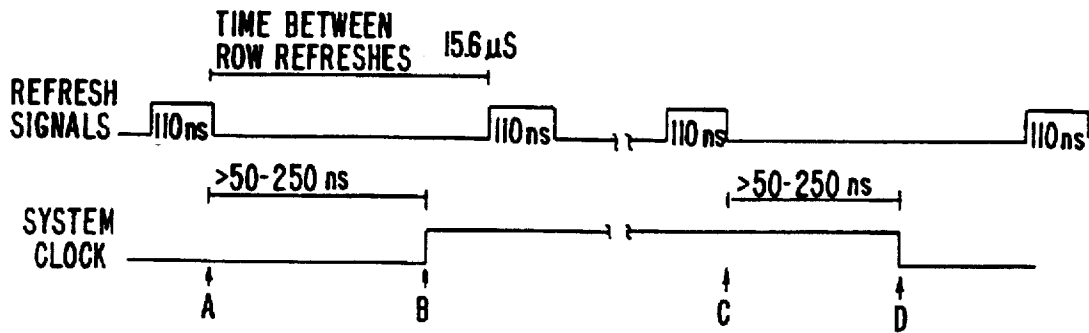 TIME BETWEEN
ROW REFRESHES
15.6 µS
REFRESH
SIGNALS
110ns
110ns
110ns
110ns
>50-250 ns
>50-250 ns
SYSTEM
CLOCK
A
B
C
D